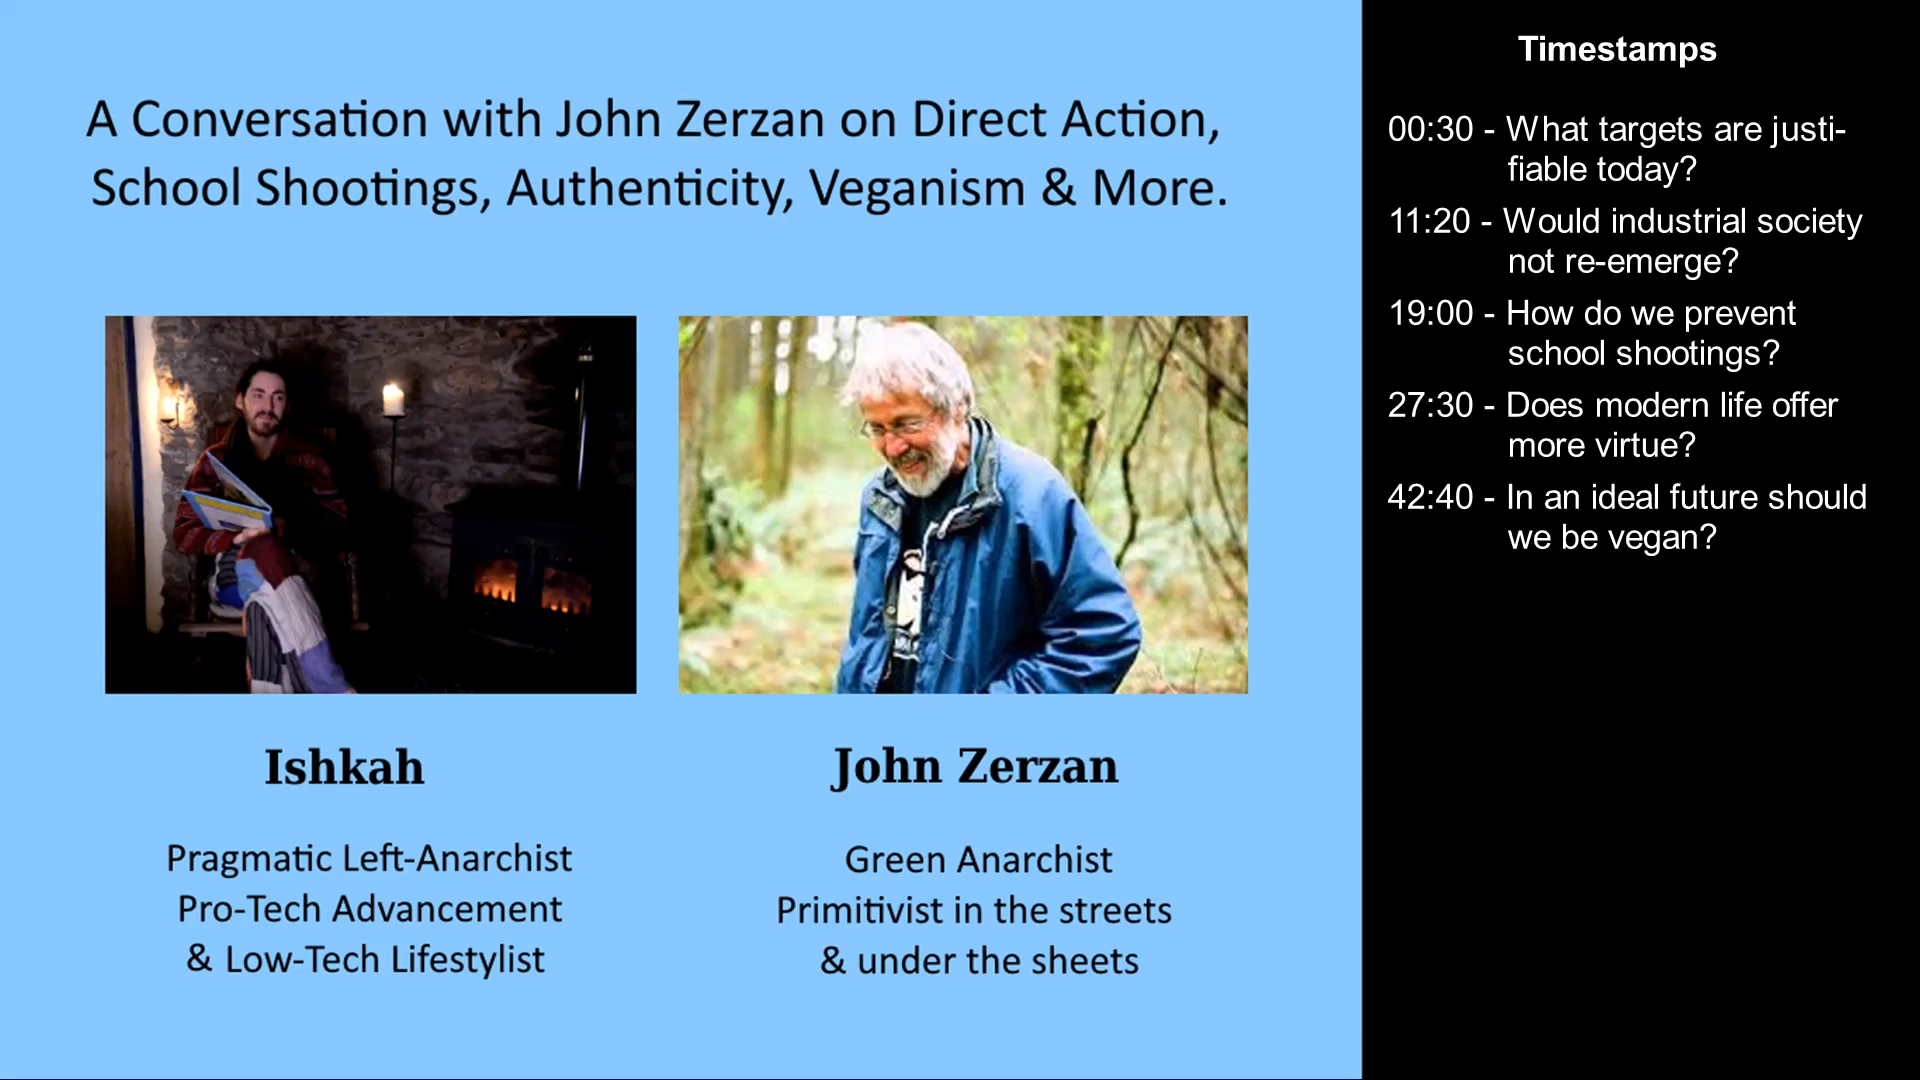 A Conversation with John Zerzan on Direct Action,
School Shootings, Authenticity, Veganism & More.
Ishkah
Pragmatic Left-Anarchist
Pro-Tech Advancement
& Low-Tech Lifestylist
John Zerzan
Green Anarchist
Primitivist in the streets
& under the sheets
Timestamps
00:30 - What targets are justi-
fiable today?
11:20 - Would industrial society
not re-emerge?
19:00 - How do we prevent
school shootings?
27:30 - Does modern life offer
more virtue?
42:40 - In an ideal future should
we be vegan?